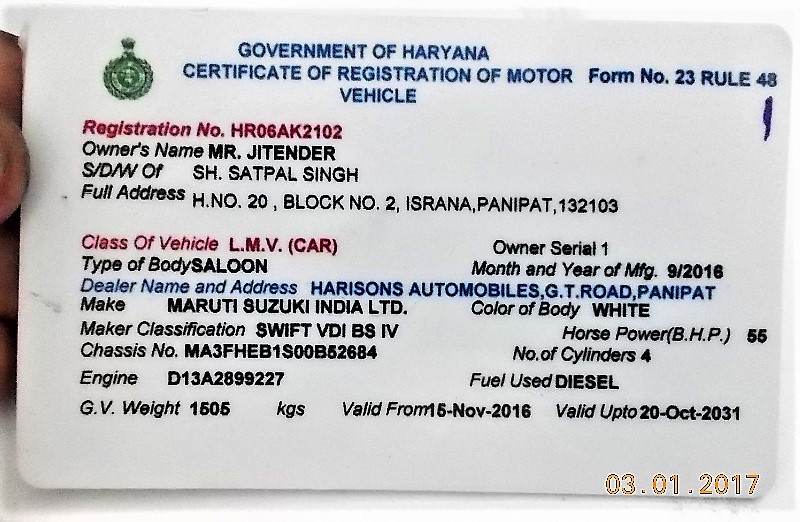 GOVERNMENT OF HARYANA
CERTIFICATE OF REGISTRATION OF MOTOR VEHICLE Form No. 23 RULE 48
Registration No. HR06AK2102
Owner's Name MR. JITENDER
S/D/W Of SH. SATPAL SINGH
Full Address H.NO. 20 , BLOCK NO. 2, ISRANA,PANIPAT,132103
Class Of Vehicle L.M.V. (CAR) Owner Serial 1
Type of Body SALOON Month and Year of Mfg. 9/2016
Dealer Name and Address HARISONS AUTOMOBILES,G.T.ROAD,PANIPAT
Make MARUTI SUZUKI INDIA LTD. Color of Body WHITE
Maker Classification SWIFT VDI BS IV Horse Power(B.H.P.) 55
Chassis No. MA3FHEB1S00B52684 No.of Cylinders 4
Engine D13A2899227 Fuel Used DIESEL
G.V. Weight 1505 kgs Valid From 15-Nov-2016 Valid Upto 20-Oct-2031
03.01.2017